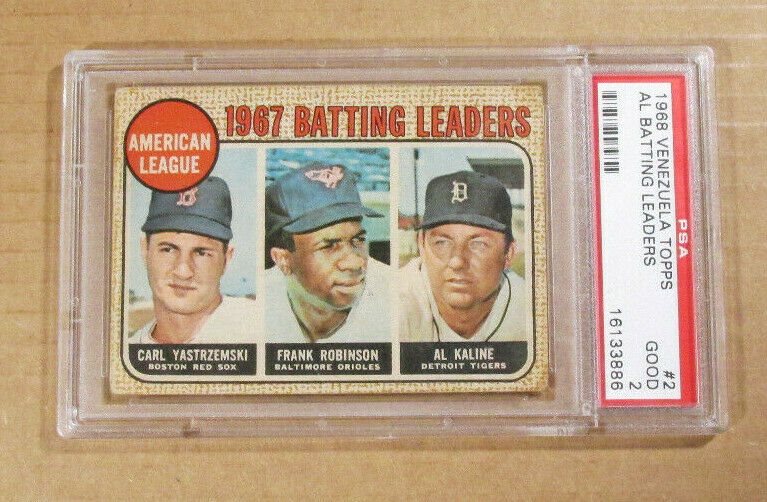 1967 BATTING LEADERS
AMERICAN
LEAGUE
B
D
CARL YASTRZEMSKI
BOSTON RED SOX
FRANK ROBINSON
BALTIMORE ORIOLES
AL KALINE
DETROIT TIGERS
PSA
1968 VENEZUELA TOPPS
#2
AL BATTING LEADERS
GOOD
2
16133886